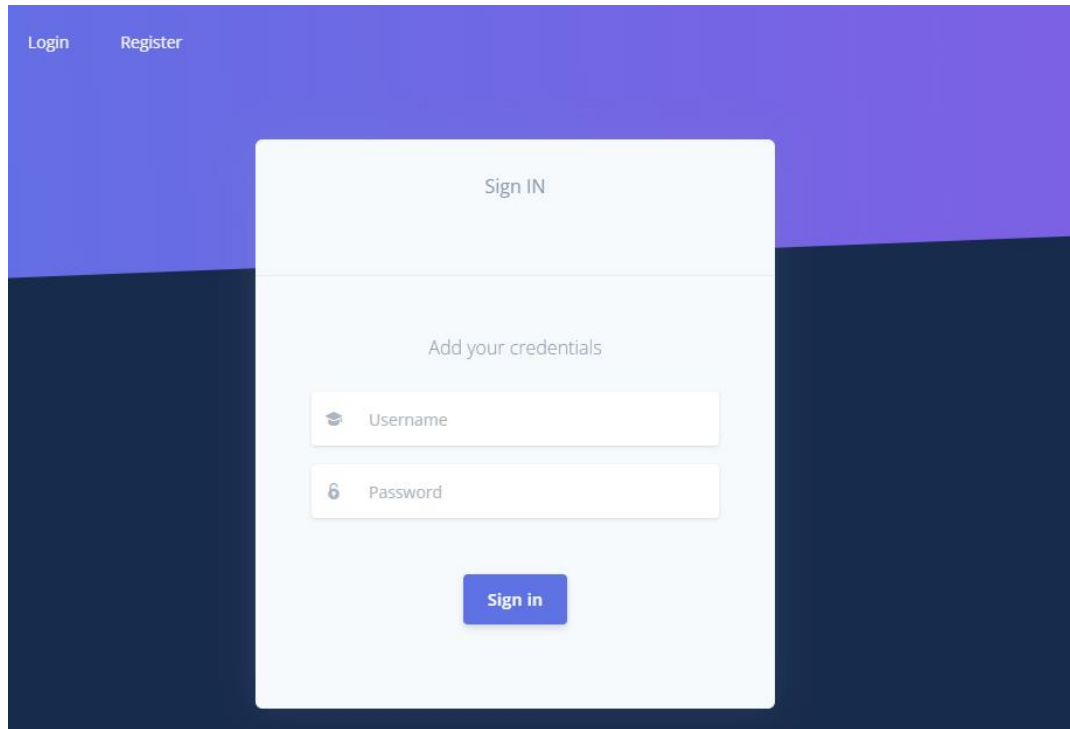 Login Register
Sign IN
Add your credentials
Username
Password
Sign in